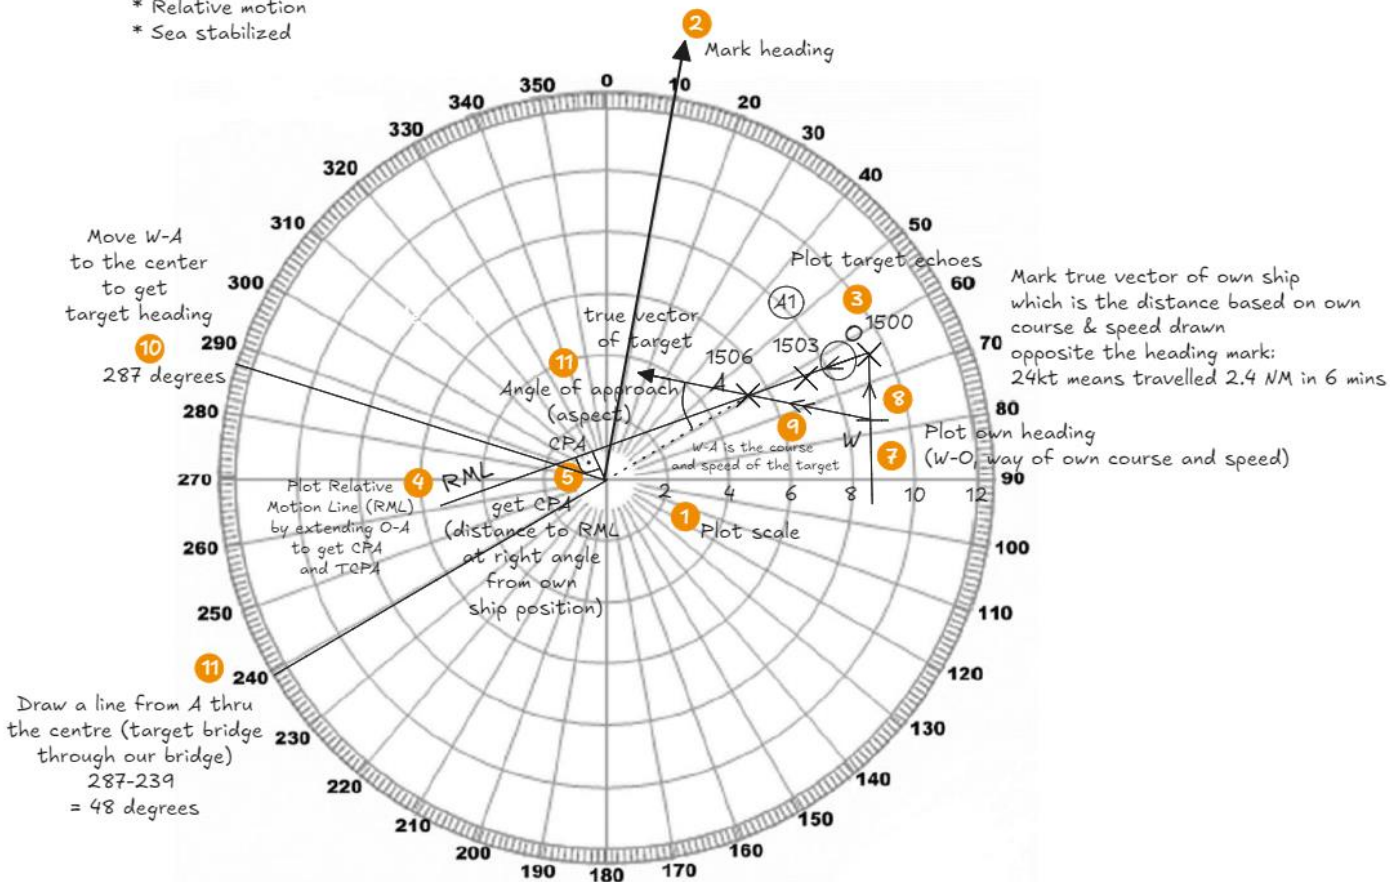 * Relative motion
* Sea stabilized
2
Mark heading
0
10
20
30
40
50
60
70
80
90
100
110
120
130
140
150
160
170
180
190
200
210
220
230
240
250
260
270
280
290
300
310
320
330
340
350
Move W-A
to the center
to get
target heading
10
287 degrees
Plot target echoes
A1
3
O 1500
1503
1506
A
true vector
of target
11
Angle of approach
(aspect)
CPA
5
get CPA
(distance to RML
at right angle
from own
ship position)
4
RML
Plot Relative
Motion Line (RML)
by extending O-A
to get CPA
and TCPA
W-A is the course
and speed of the target
9
8
W
7
Plot own heading
(W-O, way of own course and speed)
Mark true vector of own ship
which is the distance based on own
course & speed drawn
opposite the heading mark:
24kt means travelled 2.4 NM in 6 mins
2 4 6 8 10 12
1
Plot scale
11
Draw a line from A thru
the centre (target bridge
through our bridge)
287-239
= 48 degrees